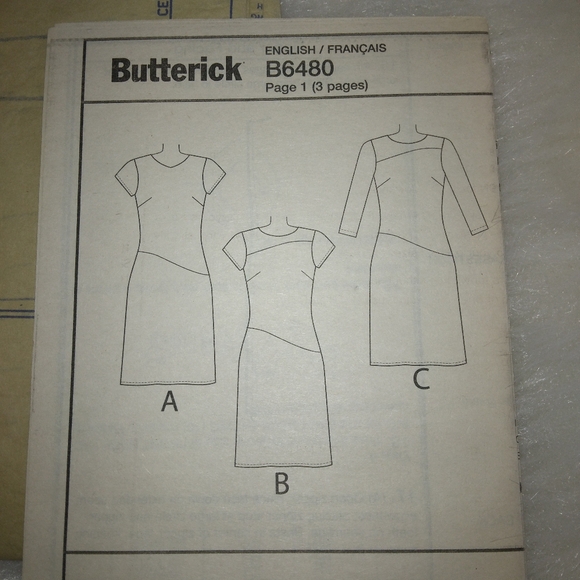 ENGLISH / FRANÇAIS
Butterick B6480
Page 1 (3 pages)
A
B
C